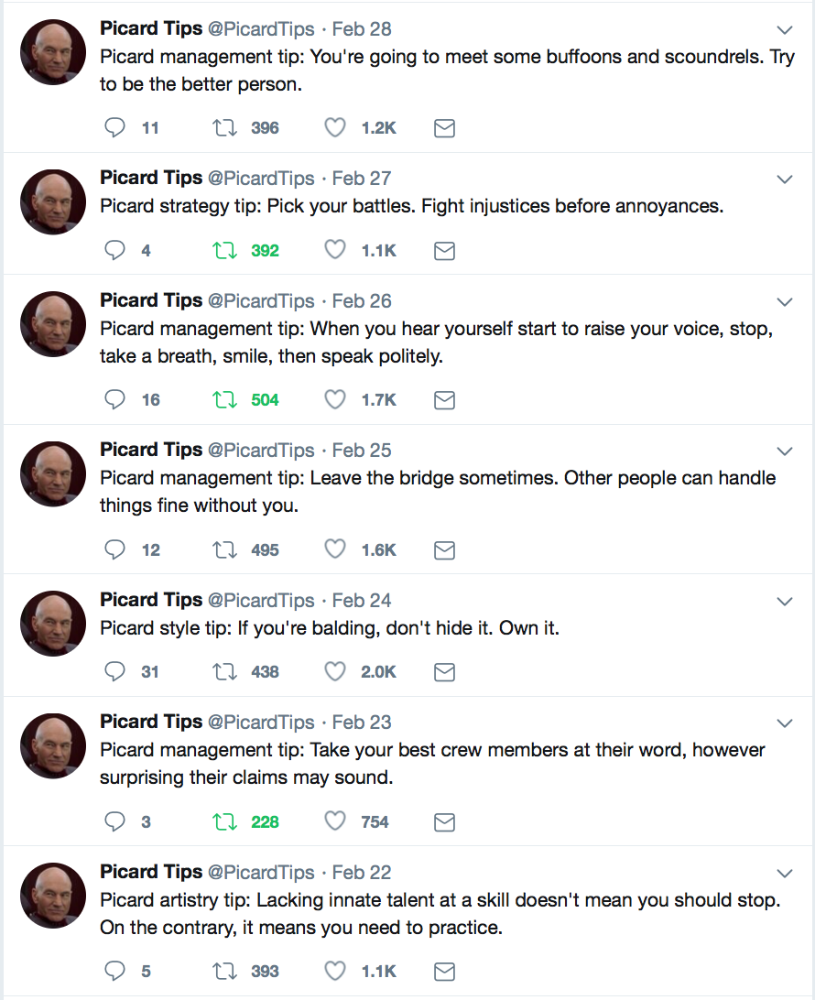 Picard Tips @PicardTips · Feb 28
Picard management tip: You're going to meet some buffoons and scoundrels. Try
to be the better person.
11 396 1.2K
Picard Tips @PicardTips · Feb 27
Picard strategy tip: Pick your battles. Fight injustices before annoyances.
4 392 1.1K
Picard Tips @PicardTips · Feb 26
Picard management tip: When you hear yourself start to raise your voice, stop,
take a breath, smile, then speak politely.
16 504 1.7K
Picard Tips @PicardTips · Feb 25
Picard management tip: Leave the bridge sometimes. Other people can handle
things fine without you.
12 495 1.6K
Picard Tips @PicardTips · Feb 24
Picard style tip: If you're balding, don't hide it. Own it.
31 438 2.0K
Picard Tips @PicardTips · Feb 23
Picard management tip: Take your best crew members at their word, however
surprising their claims may sound.
3 228 754
Picard Tips @PicardTips · Feb 22
Picard artistry tip: Lacking innate talent at a skill doesn't mean you should stop.
On the contrary, it means you need to practice.
5 393 1.1K